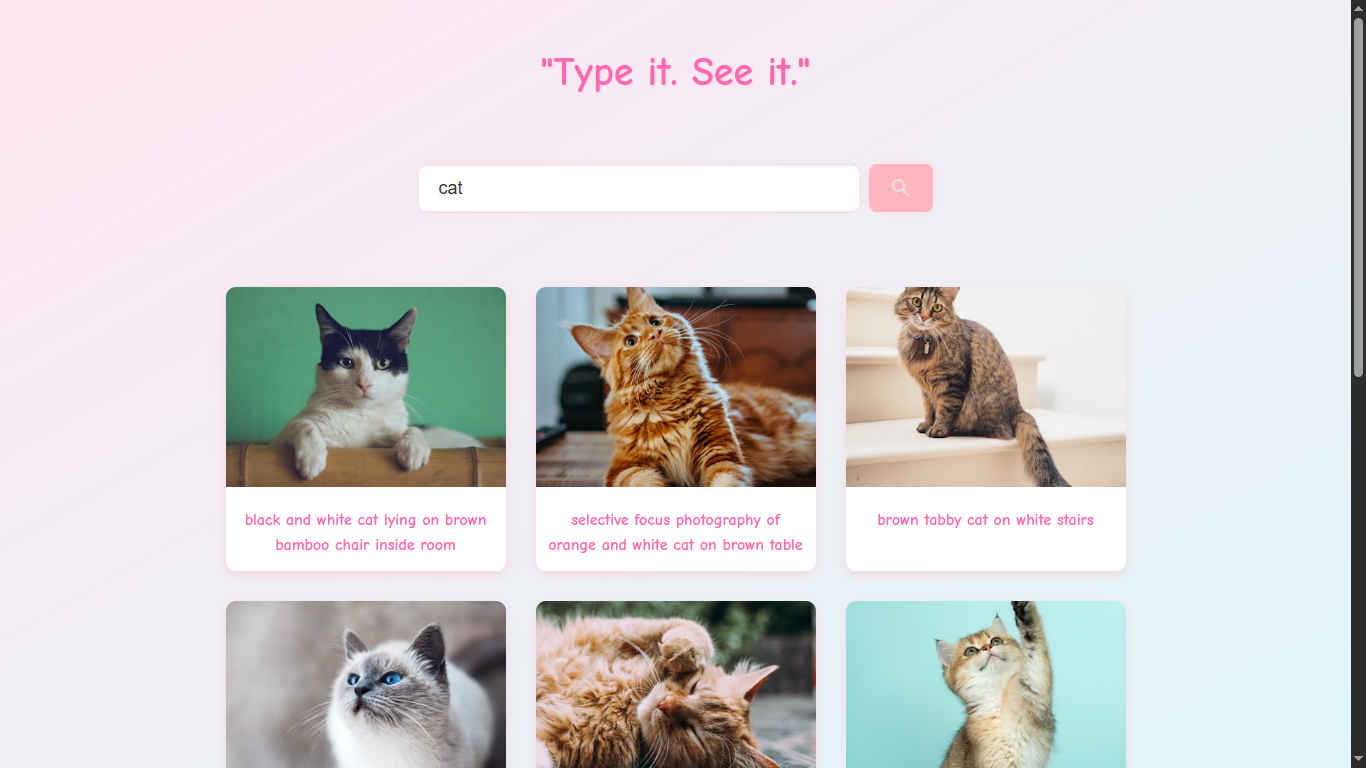 "Type it. See it."
cat
black and white cat lying on brown
bamboo chair inside room
selective focus photography of
orange and white cat on brown table
brown tabby cat on white stairs